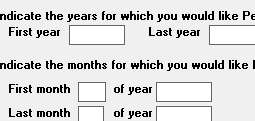 ndicate the years for which you would like Pe
First year Last year
ndicate the months for which you would like
First month of year
Last month of year